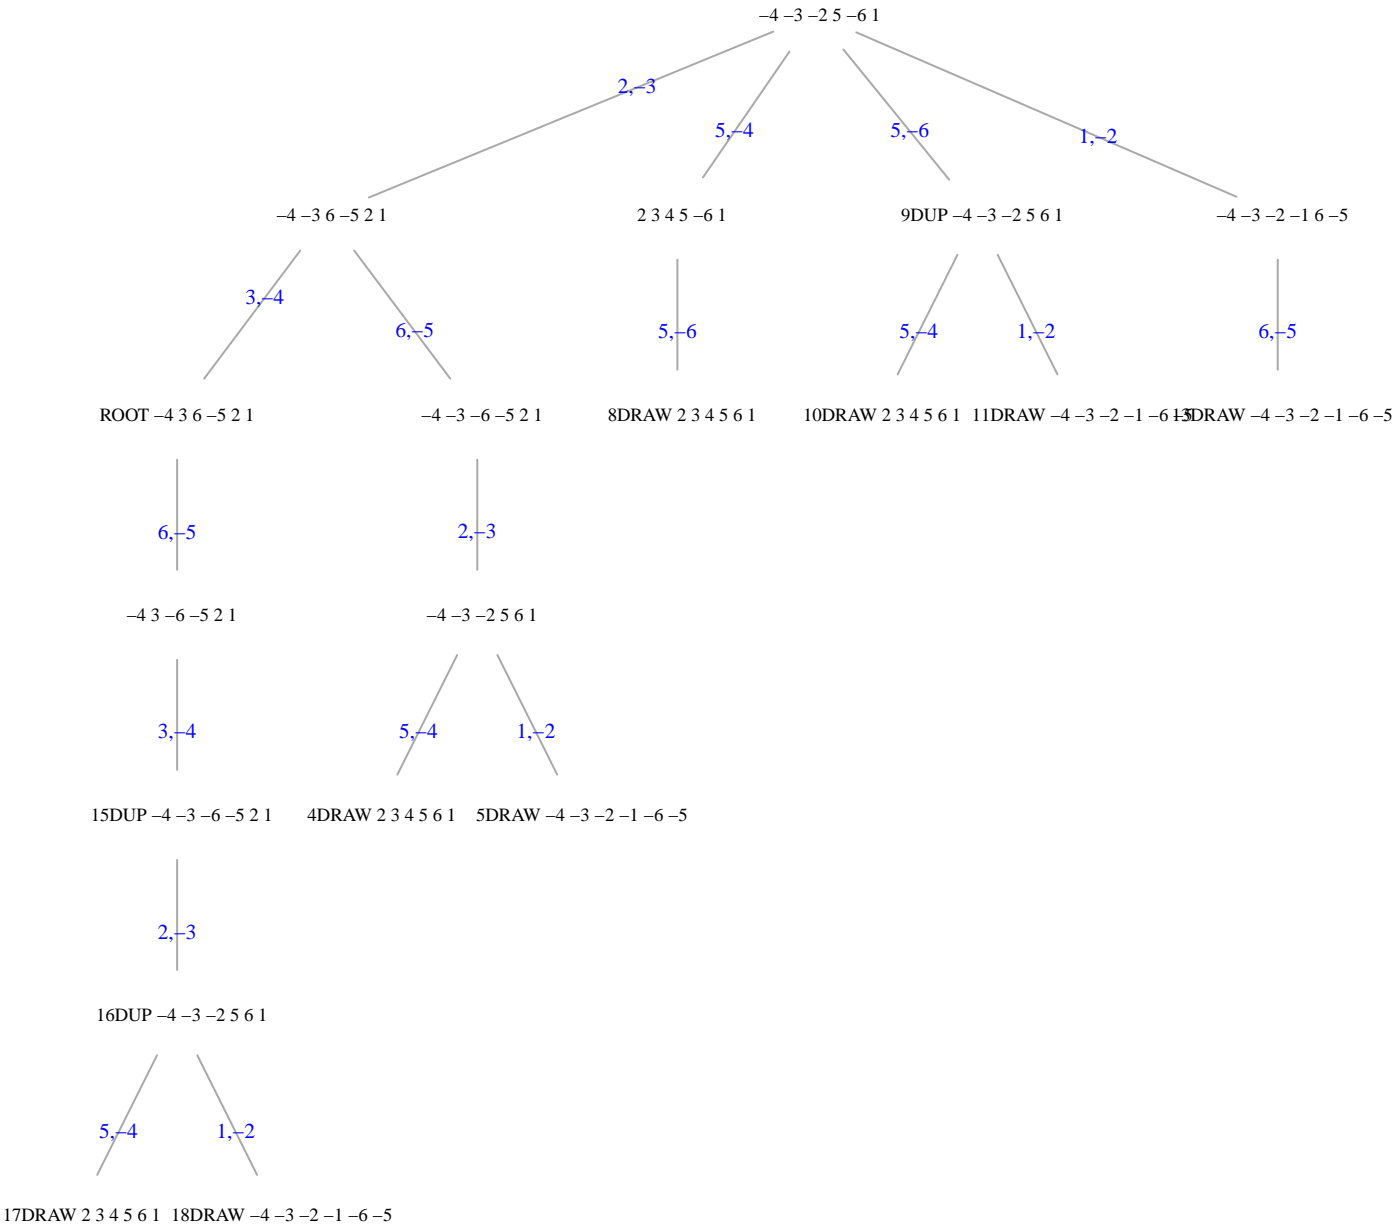 –4 –3 –2 5 –6 1
2,–3
5,–4
5,–6
1,–2
–4 –3 6 –5 2 1
2 3 4 5 –6 1
9DUP –4 –3 –2 5 6 1
–4 –3 –2 –1 6 –5
3,–4
6,–5
5,–6
5,–4
1,–2
6,–5
ROOT –4 3 6 –5 2 1
–4 –3 –6 –5 2 1
8DRAW 2 3 4 5 6 1
10DRAW 2 3 4 5 6 1
11DRAW –4 –3 –2 –1 –6 –5
13DRAW –4 –3 –2 –1 –6 –5
6,–5
2,–3
–4 3 –6 –5 2 1
–4 –3 –2 5 6 1
3,–4
5,–4
1,–2
15DUP –4 –3 –6 –5 2 1
4DRAW 2 3 4 5 6 1
5DRAW –4 –3 –2 –1 –6 –5
2,–3
16DUP –4 –3 –2 5 6 1
5,–4
1,–2
17DRAW 2 3 4 5 6 1
18DRAW –4 –3 –2 –1 –6 –5